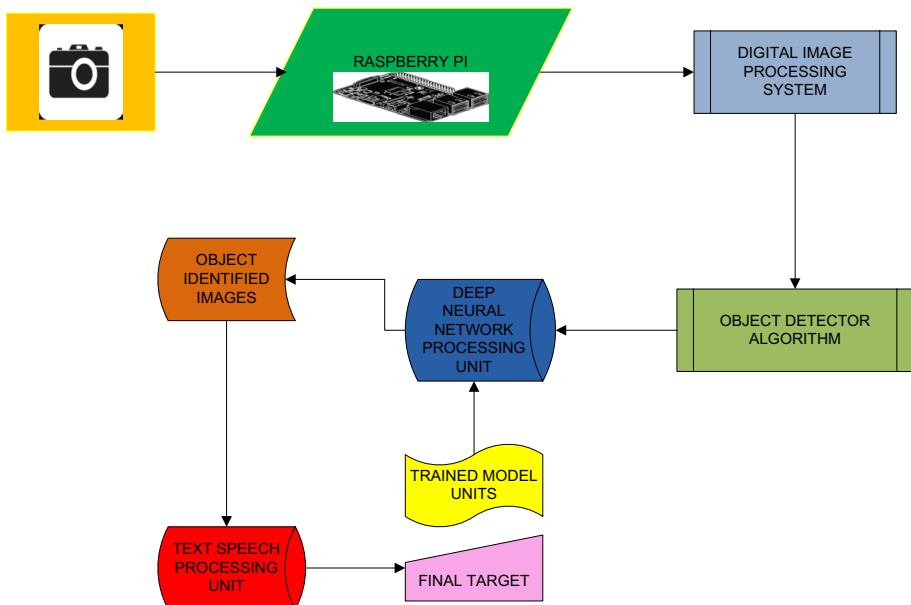 RASPBERRY PI
DIGITAL IMAGE
PROCESSING
SYSTEM
OBJECT
IDENTIFIED
IMAGES
DEEP
NEURAL
NETWORK
PROCESSING
UNIT
OBJECT DETECTOR
ALGORITHM
TRAINED MODEL
UNITS
TEXT SPEECH
PROCESSING
UNIT
FINAL TARGET